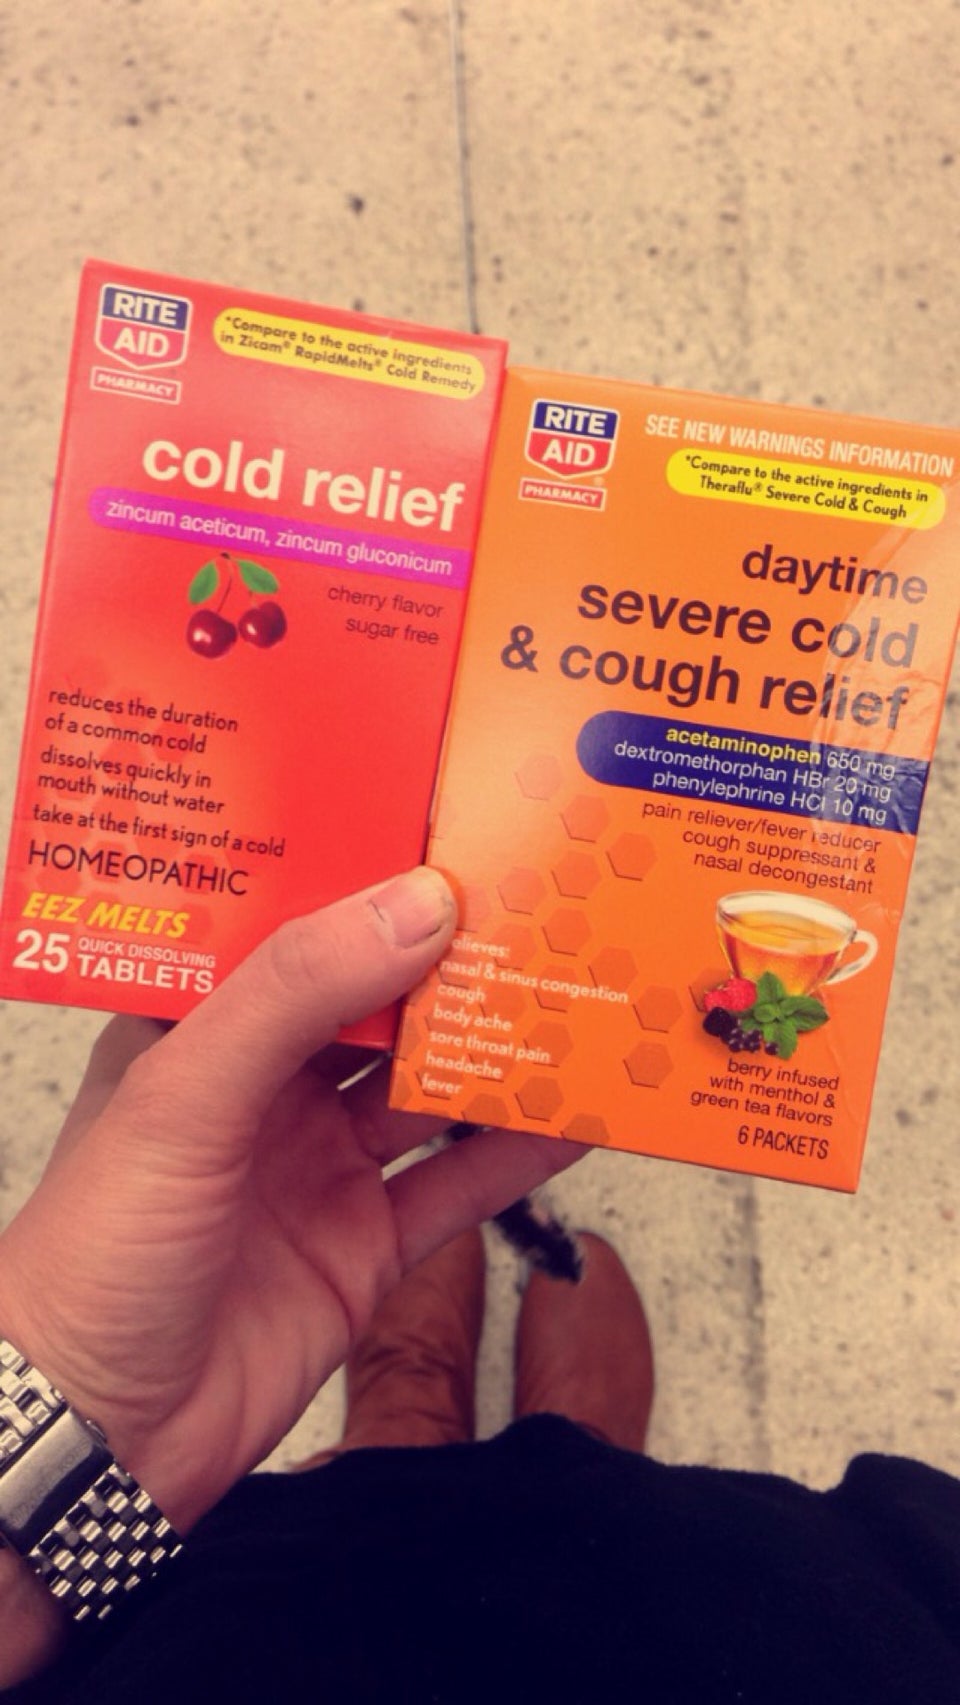 RITE
AID
PHARMACY
*Compare to the active ingredients
in Zicam® RapidMelts® Cold Remedy
cold relief
zincum aceticum, zincum gluconicum
cherry flavor
sugar free
reduces the duration
of a common cold
dissolves quickly in
mouth without water
take at the first sign of a cold
HOMEOPATHIC
EEZ MELTS
25 QUICK DISSOLVING
TABLETS
RITE
AID
PHARMACY
SEE NEW WARNINGS INFORMATION
*Compare to the active ingredients in
Theraflu® Severe Cold & Cough
daytime
severe cold
& cough relief
acetaminophen 650 mg
dextromethorphan HBr 20 mg
phenylephrine HCl 10 mg
pain reliever/fever reducer
cough suppressant &
nasal decongestant
elieves:
nasal & sinus congestion
cough
body ache
sore throat pain
headache
fever
berry infused
with menthol &
green tea flavors
6 PACKETS